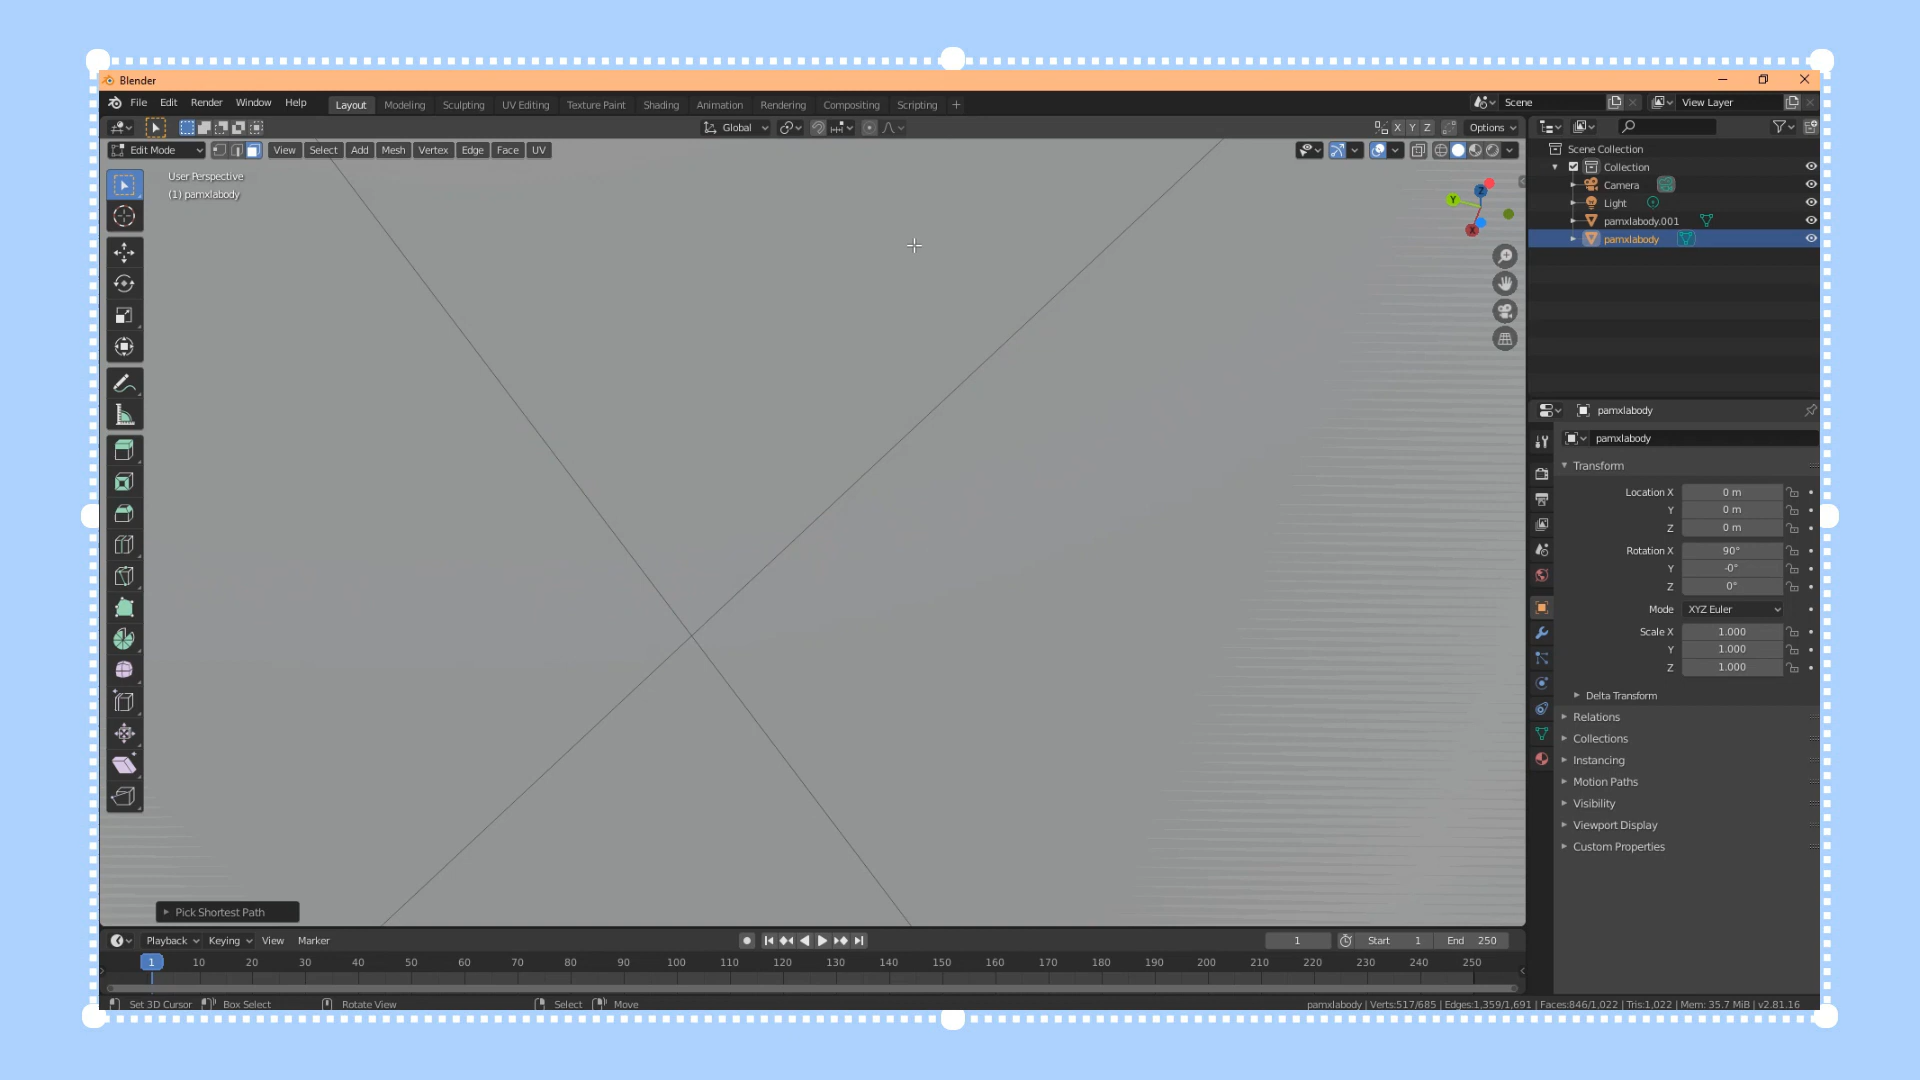 Blender
File Edit Render Window Help Layout Modeling Sculpting UV Editing Texture Paint Shading Animation Rendering Compositing Scripting + Scene View Layer
Global X Y Z Options
Edit Mode View Select Add Mesh Vertex Edge Face UV
User Perspective
(1) pamxlabody
Z
Y
X
Scene Collection
Collection
Camera
Light
pamxlabody.001
pamxlabody
pamxlabody
pamxlabody
Transform
Location X 0 m
Y 0 m
Z 0 m
Rotation X 90°
Y -0°
Z 0°
Mode XYZ Euler
Scale X 1.000
Y 1.000
Z 1.000
Delta Transform
Relations
Collections
Instancing
Motion Paths
Visibility
Viewport Display
Custom Properties
Pick Shortest Path
Playback Keying View Marker 1 Start 1 End 250
1 10 20 30 40 50 60 70 80 90 100 110 120 130 140 150 160 170 180 190 200 210 220 230 240 250
Set 3D Cursor Box Select Rotate View Select Move pamxlabody | Verts:517/685 | Edges:1,359/1,691 | Faces:846/1,022 | Tris:1,022 | Mem: 35.7 MiB | v2.81.16